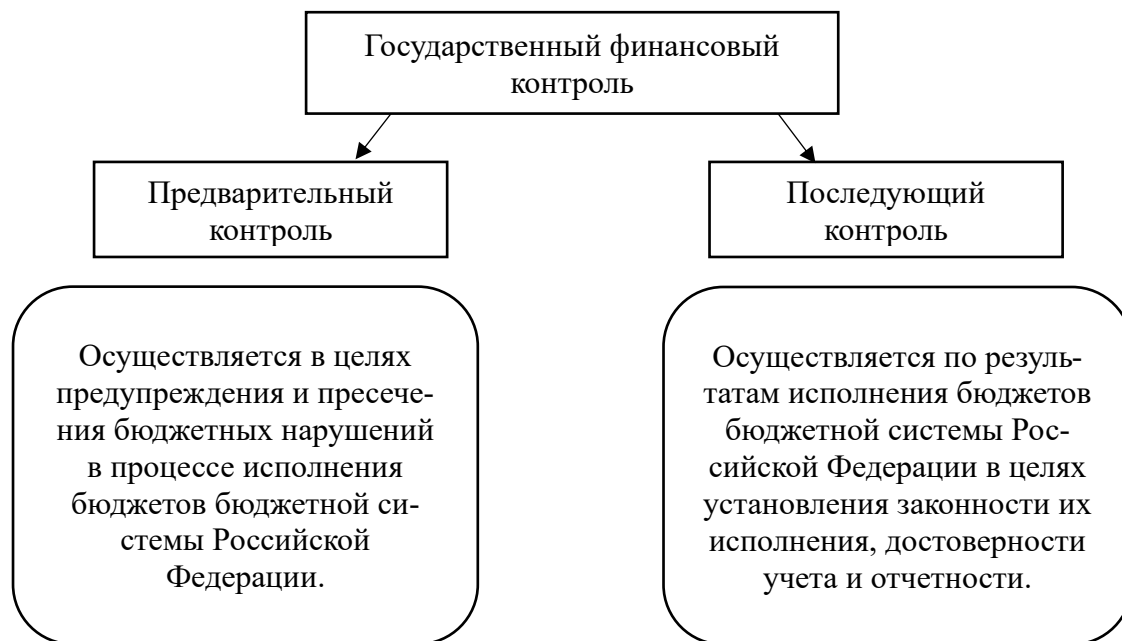 Государственный финансовый
контроль
Предварительный
контроль
Последующий
контроль
Осуществляется в целях
предупреждения и пресече-
ния бюджетных нарушений
в процессе исполнения
бюджетов бюджетной си-
стемы Российской
Федерации.
Осуществляется по резуль-
татам исполнения бюджетов
бюджетной системы Рос-
сийской Федерации в целях
установления законности их
исполнения, достоверности
учета и отчетности.